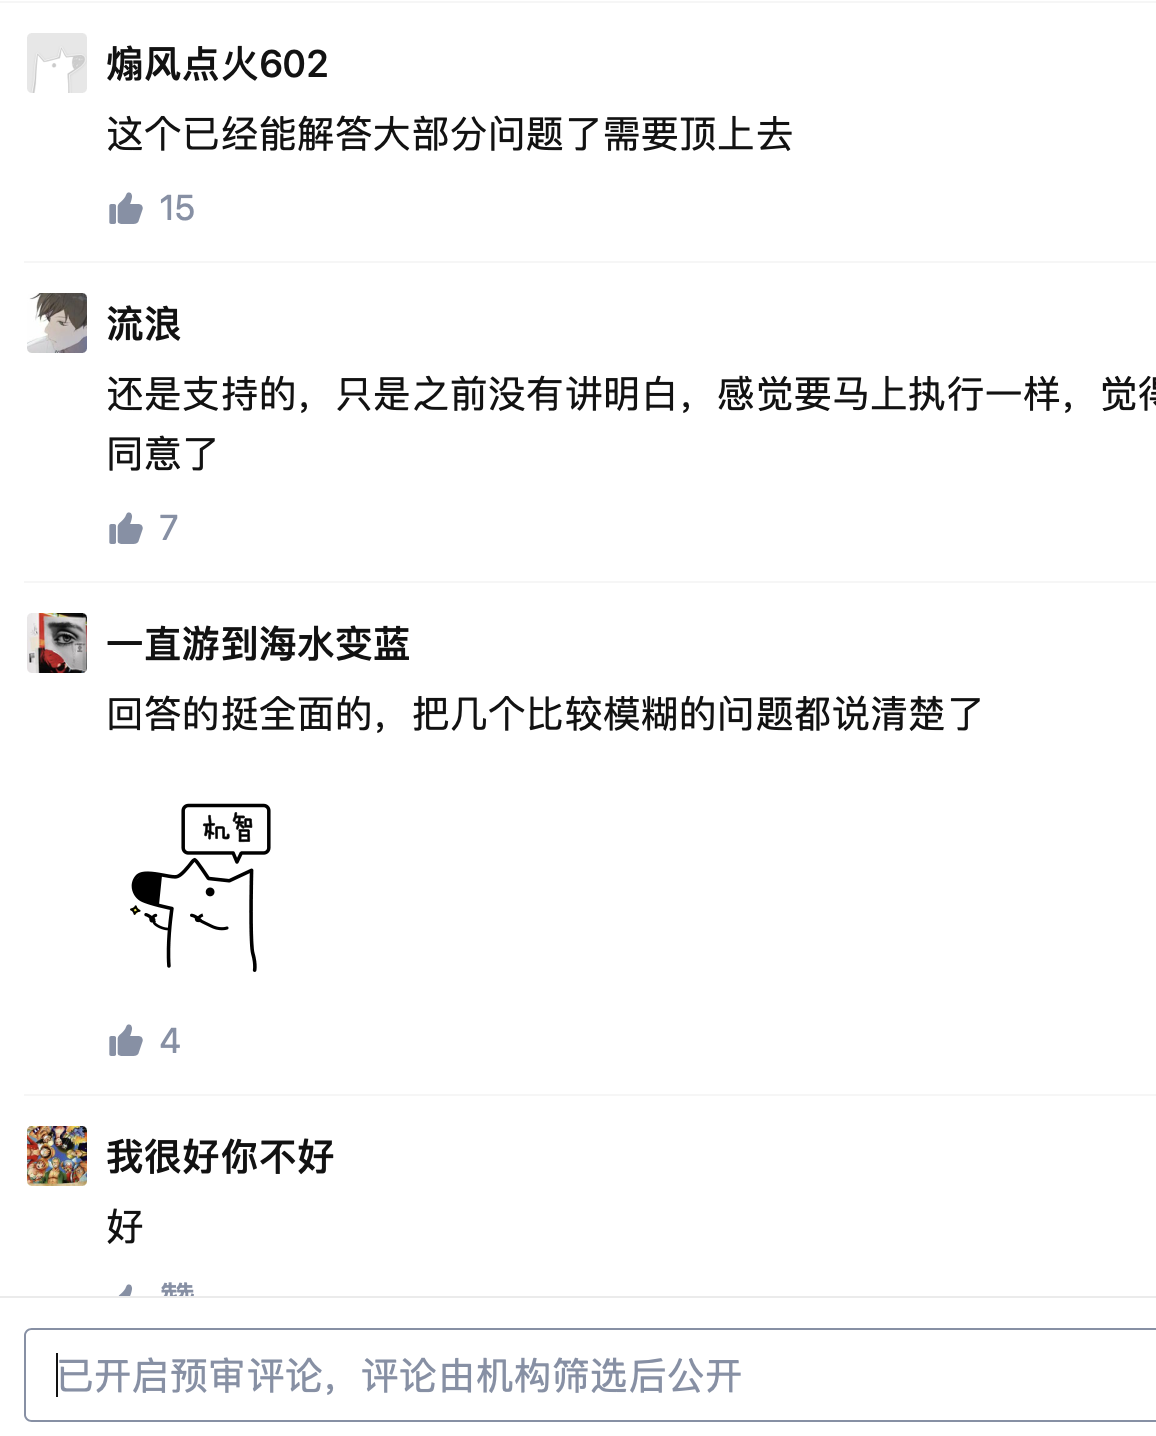 煽风点火602
这个已经能解答大部分问题了需要顶上去
15
流浪
还是支持的，只是之前没有讲明白，感觉要马上执行一样，觉得
同意了
7
一直游到海水变蓝
回答的挺全面的，把几个比较模糊的问题都说清楚了
机智
4
我很好你不好
好
赞
已开启预审评论，评论由机构筛选后公开